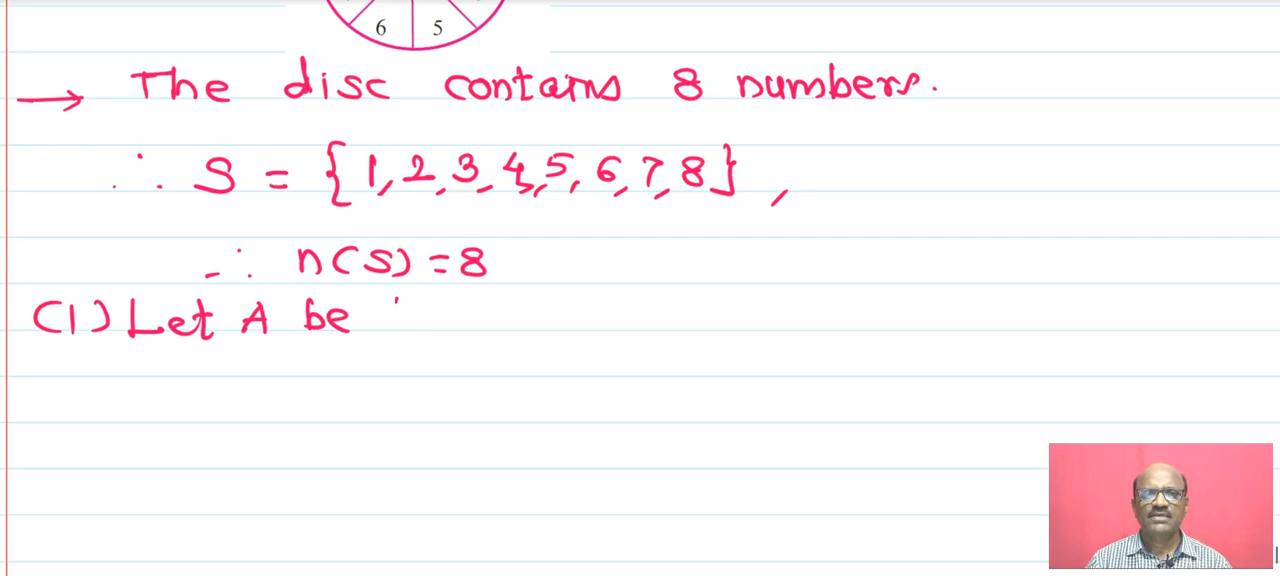 6 5
→ The disc contains 8 numbers.
∴ S = {1, 2, 3, 4, 5, 6, 7, 8},
∴ n(S) = 8
(1) Let A be